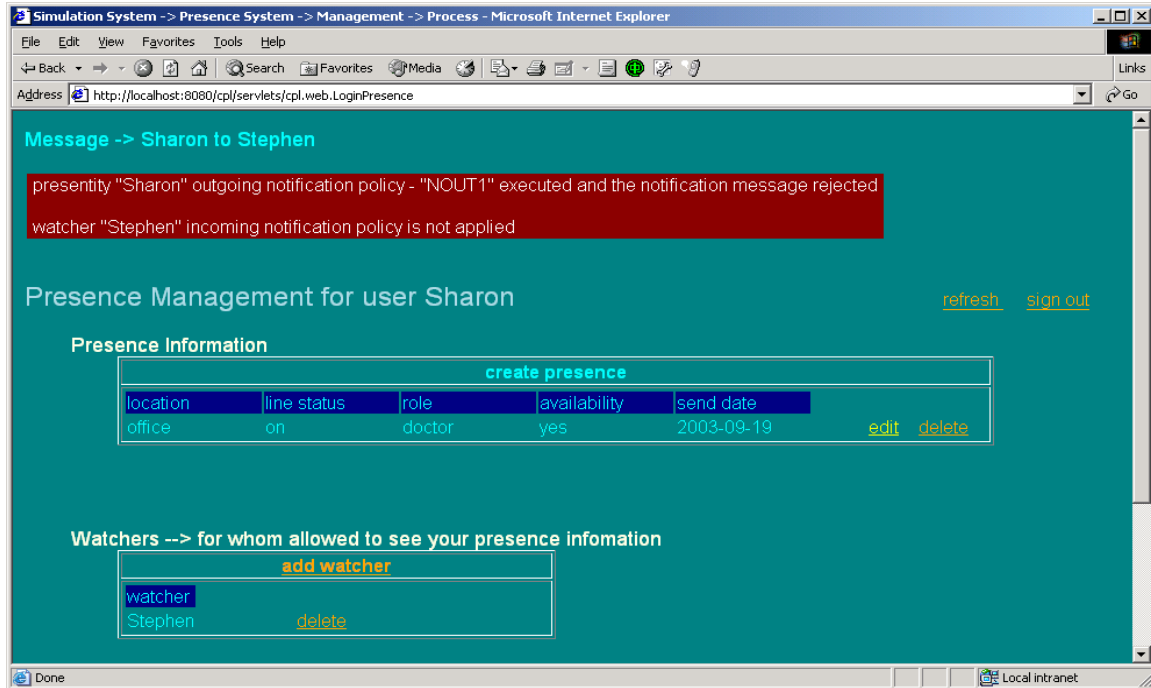 Simulation System -> Presence System -> Management -> Process - Microsoft Internet Explorer
File Edit View Favorites Tools Help
Back Search Favorites Media Links
Address http://localhost:8080/cpl/servlets/cpl.web.LoginPresence Go
Message -> Sharon to Stephen
presentity "Sharon" outgoing notification policy - "NOUT1" executed and the notification message rejected
watcher "Stephen" incoming notification policy is not applied
Presence Management for user Sharon refresh sign out
Presence Information
create presence
location line status role availability send date
office on doctor yes 2003-09-19 edit delete
Watchers --> for whom allowed to see your presence infomation
add watcher
watcher
Stephen delete
Done Local intranet